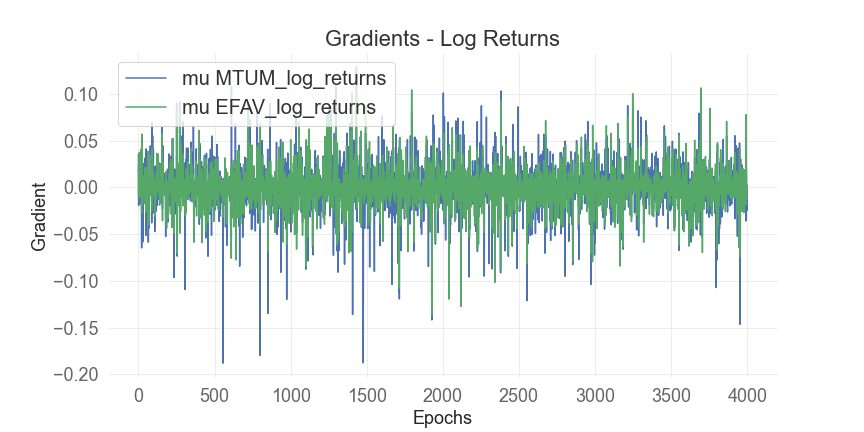 Gradients - Log Returns
mu MTUM_log_returns
mu EFAV_log_returns
0.10
0.05
0.00
−0.05
−0.10
−0.15
−0.20
Gradient
0 500 1000 1500 2000 2500 3000 3500 4000
Epochs